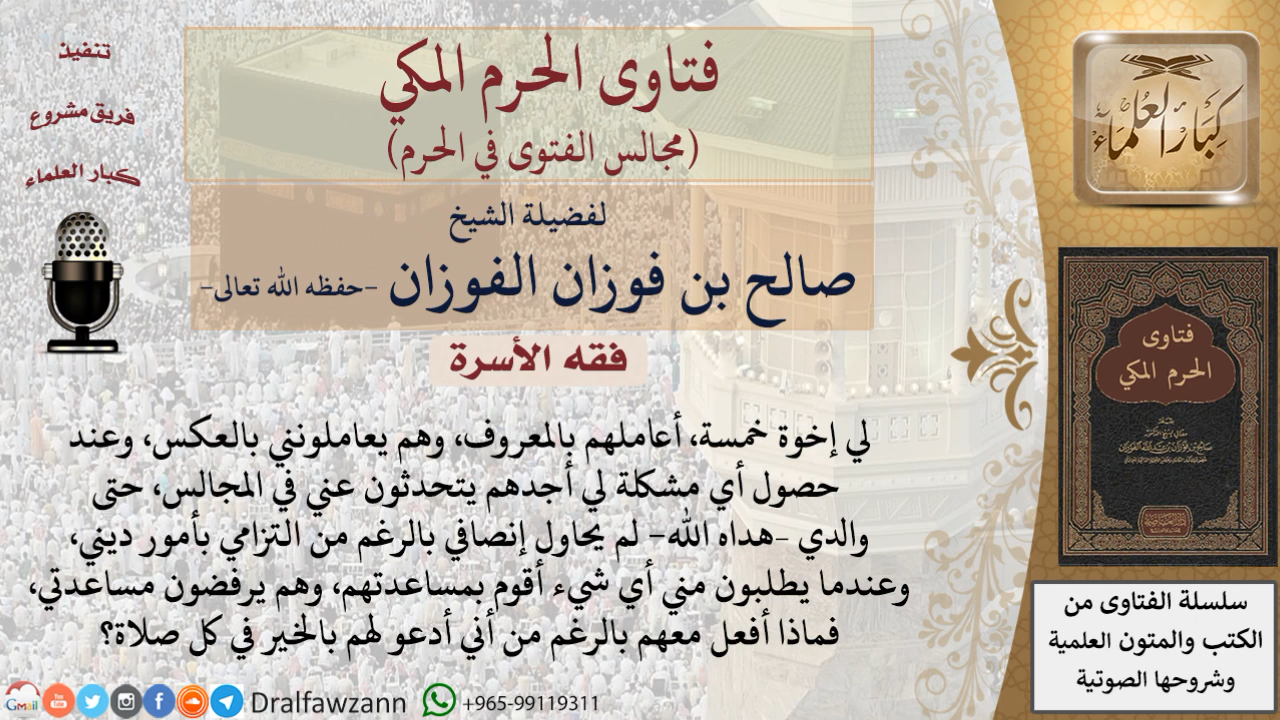 تنفيذ
فريق مشروع
كبار العلماء
فتاوى الحرم المكي
(مجالس الفتوى في الحرم)
لفضيلة الشيخ
صالح بن فوزان الفوزان -حفظه الله تعالى-
فقه الأسرة
لي إخوة خمسة، أعاملهم بالمعروف، وهم يعاملونني بالعكس، وعند
حصول أي مشكلة لي أجدهم يتحدثون عني في المجالس، حتى
والدي -هداه الله- لم يحاول إنصافي بالرغم من التزامي بأمور ديني،
وعندما يطلبون مني أي شيء أقوم بمساعدتهم، وهم يرفضون مساعدتي،
فماذا أفعل معهم بالرغم من أني أدعو لهم بالخير في كل صلاة؟
كبار العلماء
فتاوى
الحرم المكي
سلسلة الفتاوى من
الكتب والمتون العلمية
وشروحها الصوتية
Gmail
You Tube
Dralfawzann
+965-99119311